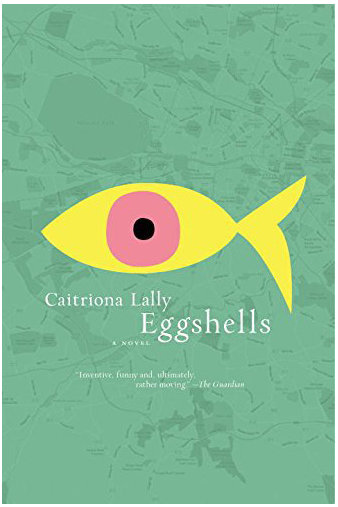 Caitriona Lally
Eggshells
A NOVEL
“Inventive, funny and, ultimately,
rather moving.” —The Guardian